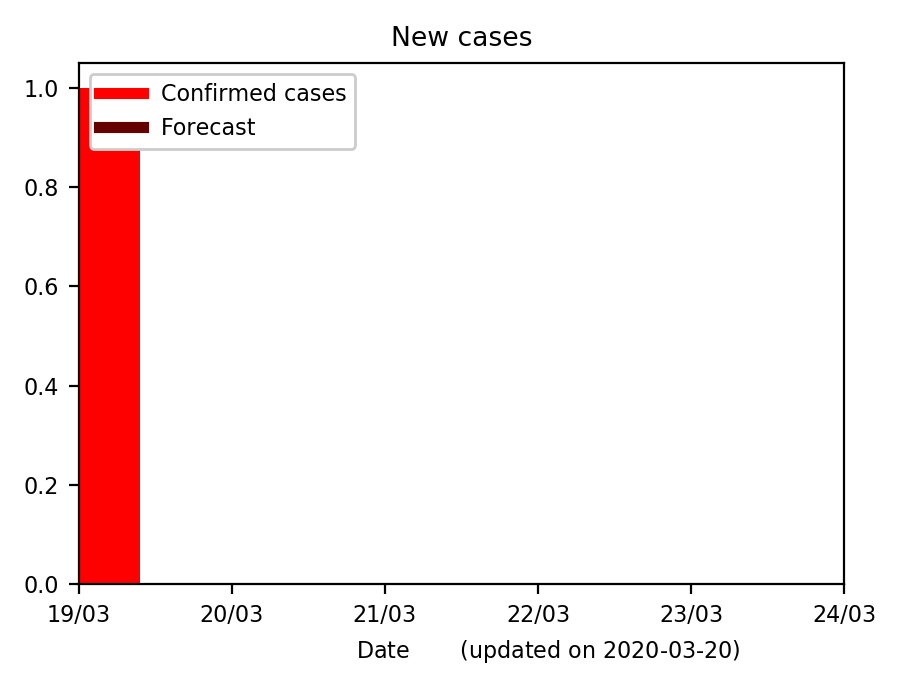 New cases
Confirmed cases
Forecast
1.0
0.8
0.6
0.4
0.2
0.0
19/03 20/03 21/03 22/03 23/03 24/03
Date (updated on 2020-03-20)